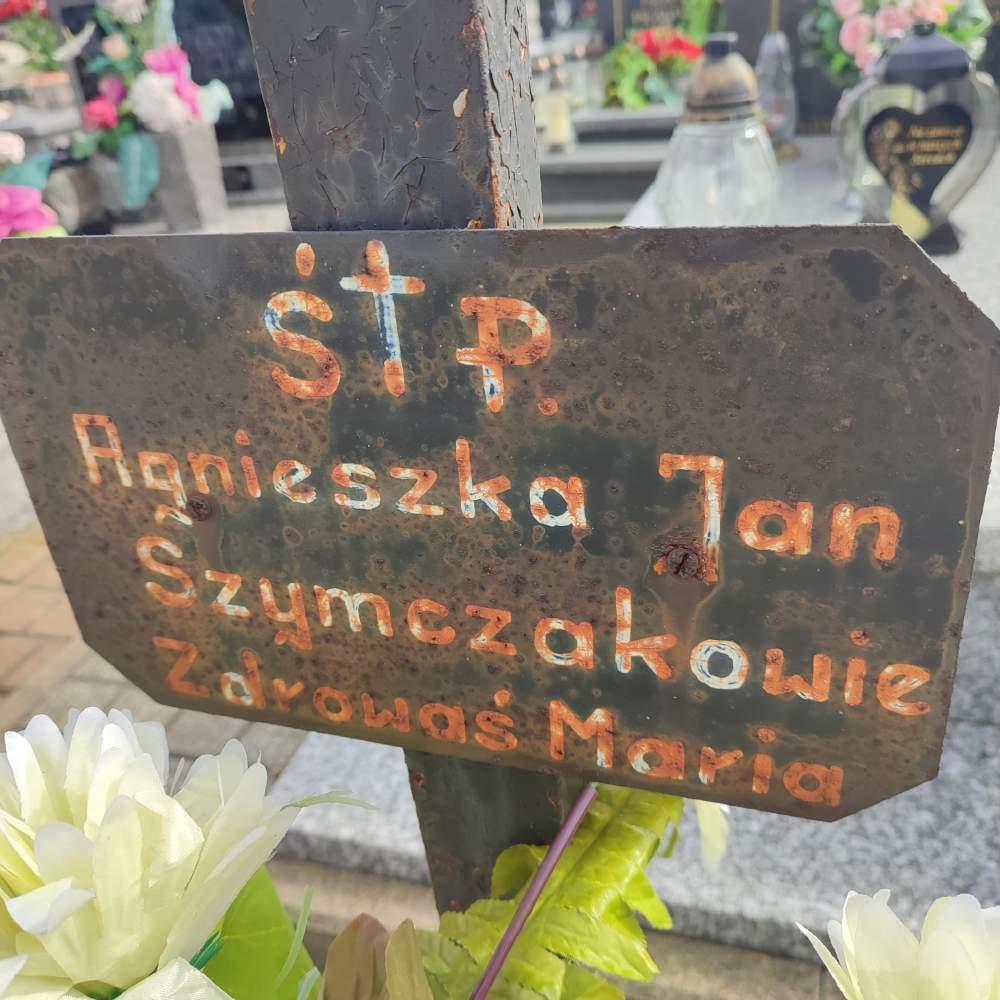 Ś†P.
Agnieszka Jan
Szymczakowie
Zdrowaś Maria